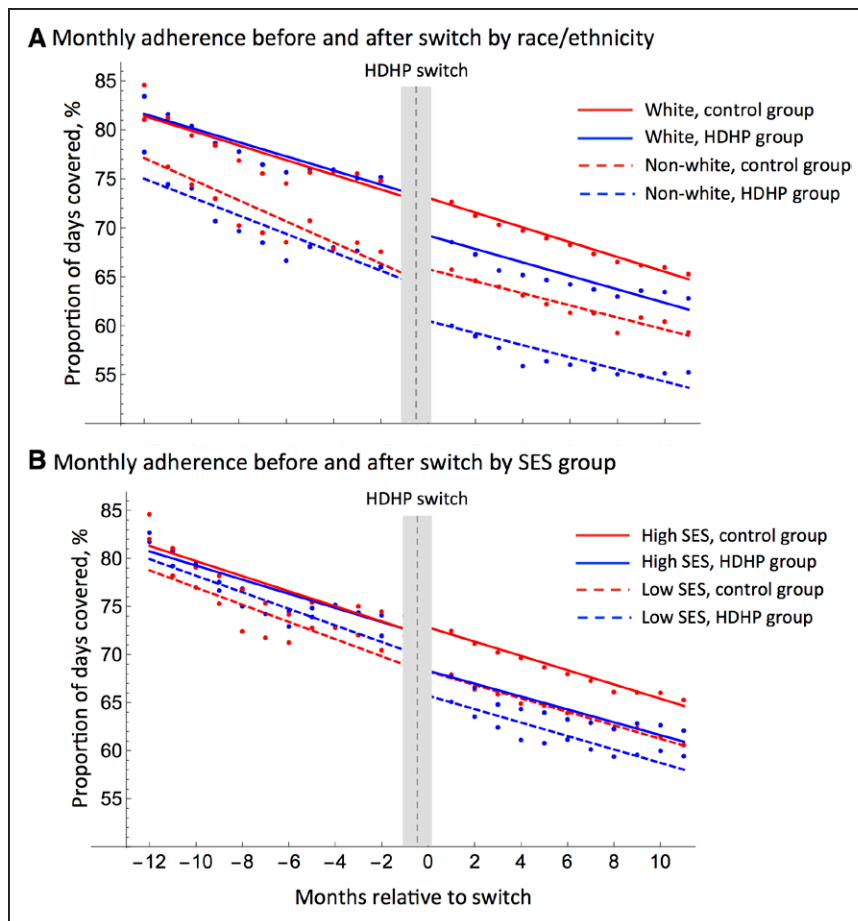 A Monthly adherence before and after switch by race/ethnicity
HDHP switch
Proportion of days covered, %
85
80
75
70
65
60
55
White, control group
White, HDHP group
Non-white, control group
Non-white, HDHP group
B Monthly adherence before and after switch by SES group
HDHP switch
Proportion of days covered, %
85
80
75
70
65
60
55
High SES, control group
High SES, HDHP group
Low SES, control group
Low SES, HDHP group
−12 −10 −8 −6 −4 −2 0 2 4 6 8 10
Months relative to switch